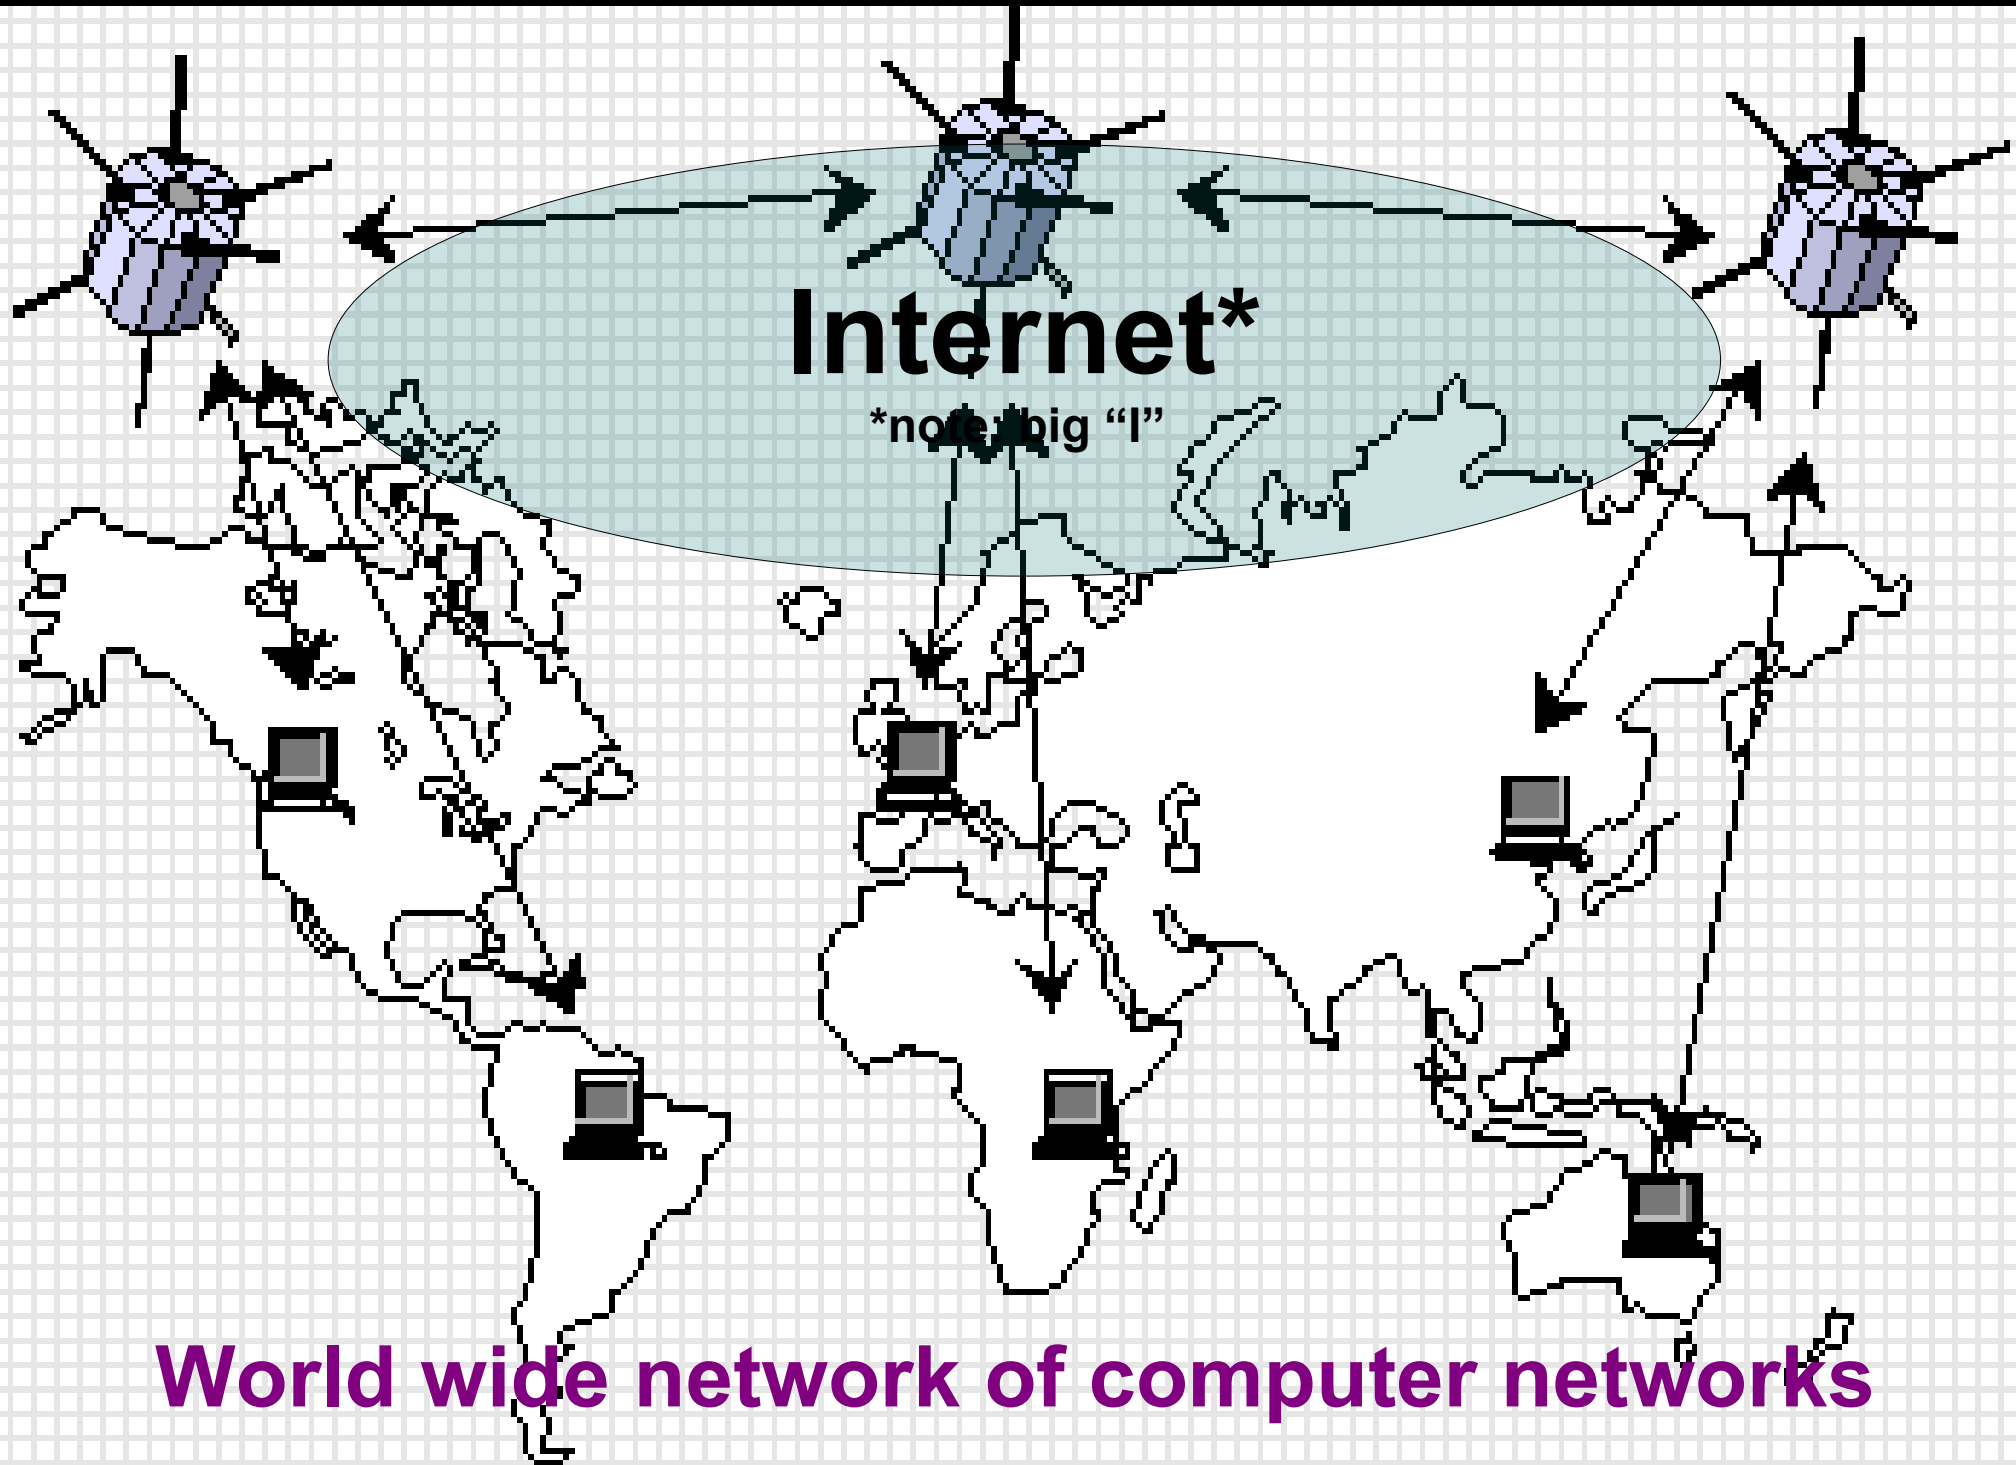 Internet*
*note: big “I”
World wide network of computer networks